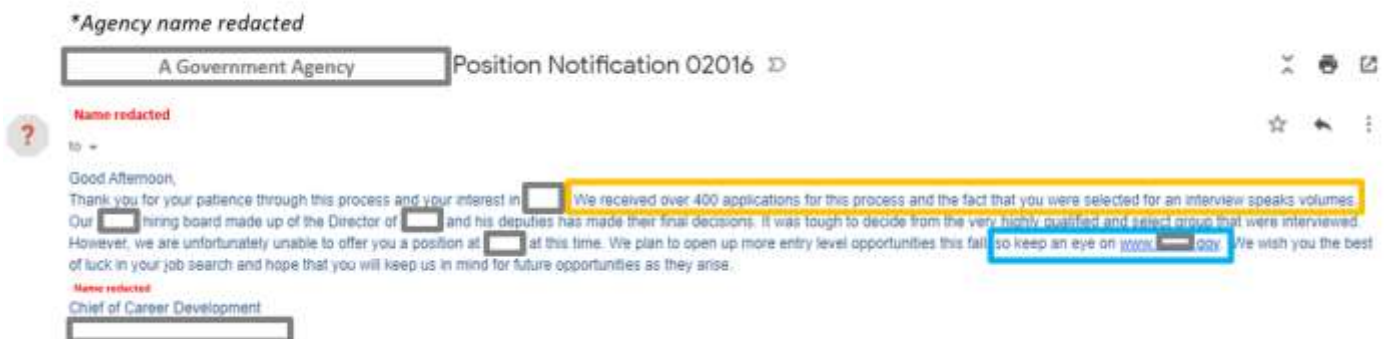 *Agency name redacted
A Government Agency Position Notification 02016
Name redacted
?
to
Good Afternoon,
Thank you for your patience through this process and your interest in We received over 400 applications for this process and the fact that you were selected for an interview speaks volumes.
Our hiring board made up of the Director of and his deputies has made their final decisions. It was tough to decide from the very highly qualified and select group that were interviewed.
However, we are unfortunately unable to offer you a position at at this time. We plan to open up more entry level opportunities this fall so keep an eye on www. .gov We wish you the best
of luck in your job search and hope that you will keep us in mind for future opportunities as they arise.
Name redacted
Chief of Career Development